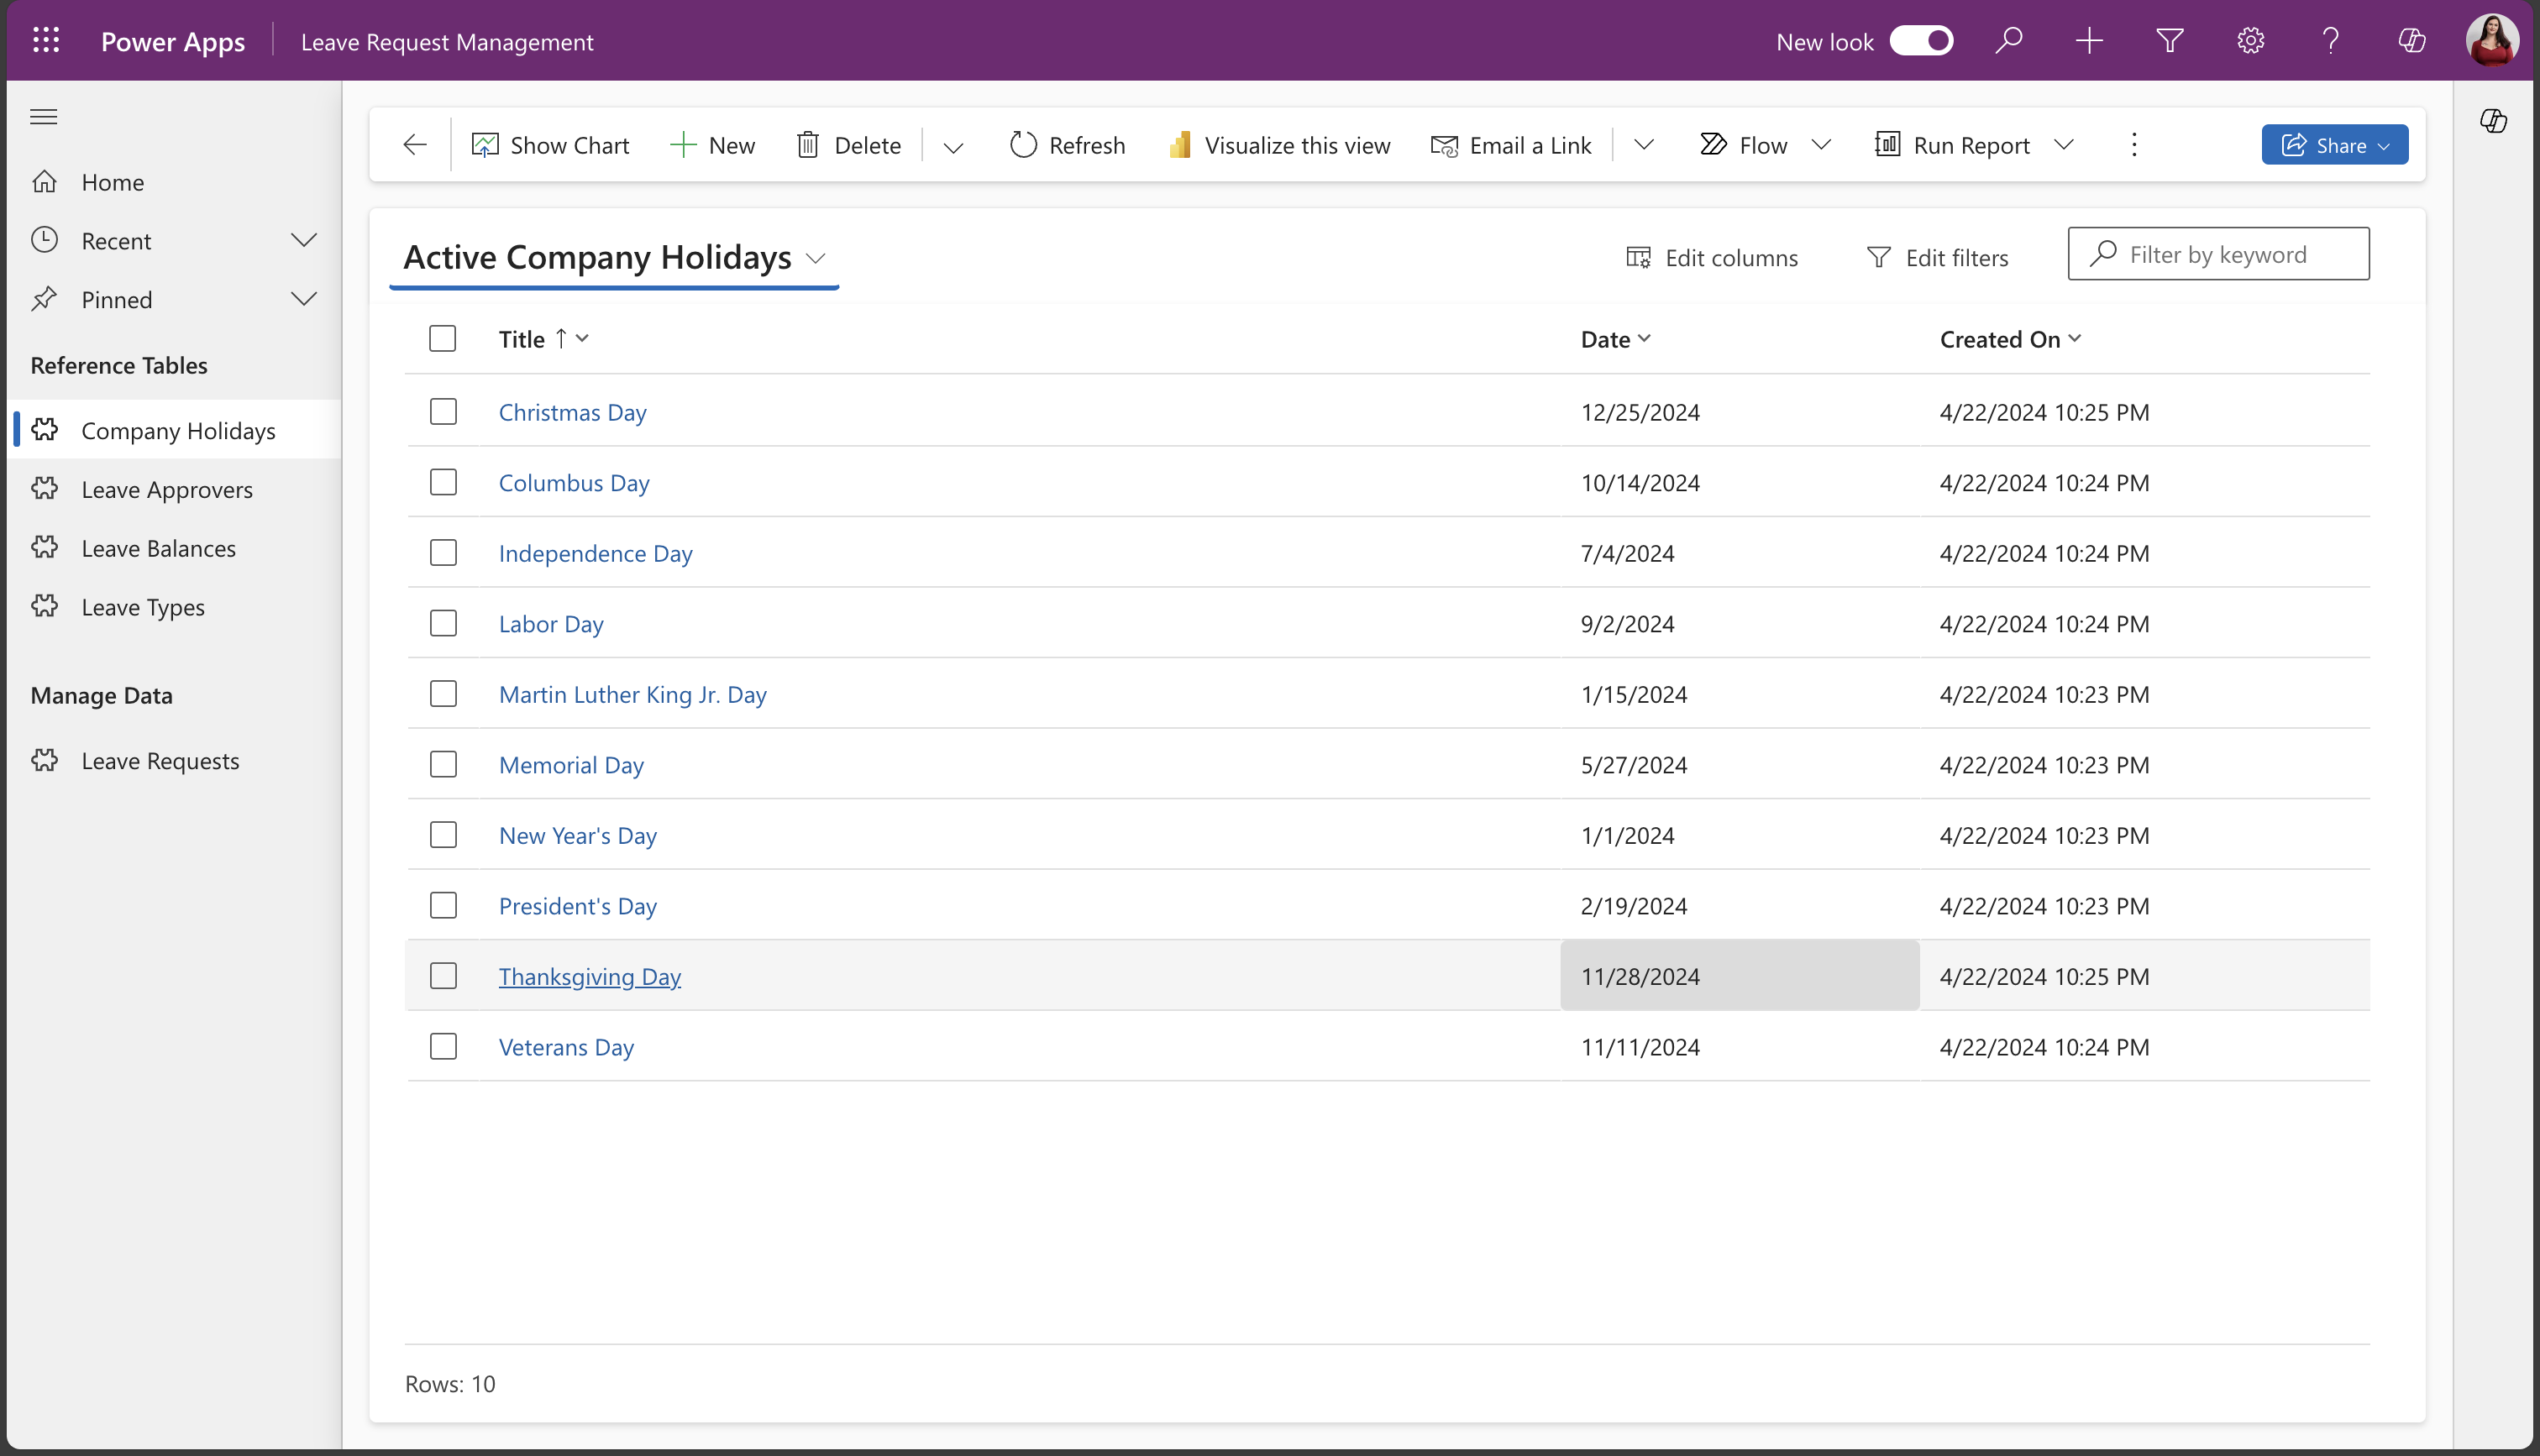 Power Apps Leave Request Management New look
Show Chart New Delete Refresh Visualize this view Email a Link Flow Run Report Share
Home
Recent
Pinned
Reference Tables
Company Holidays
Leave Approvers
Leave Balances
Leave Types
Manage Data
Leave Requests
Active Company Holidays Edit columns Edit filters Filter by keyword
Title Date Created On
Christmas Day 12/25/2024 4/22/2024 10:25 PM
Columbus Day 10/14/2024 4/22/2024 10:24 PM
Independence Day 7/4/2024 4/22/2024 10:24 PM
Labor Day 9/2/2024 4/22/2024 10:24 PM
Martin Luther King Jr. Day 1/15/2024 4/22/2024 10:23 PM
Memorial Day 5/27/2024 4/22/2024 10:23 PM
New Year's Day 1/1/2024 4/22/2024 10:23 PM
President's Day 2/19/2024 4/22/2024 10:23 PM
Thanksgiving Day 11/28/2024 4/22/2024 10:25 PM
Veterans Day 11/11/2024 4/22/2024 10:24 PM
Rows: 10